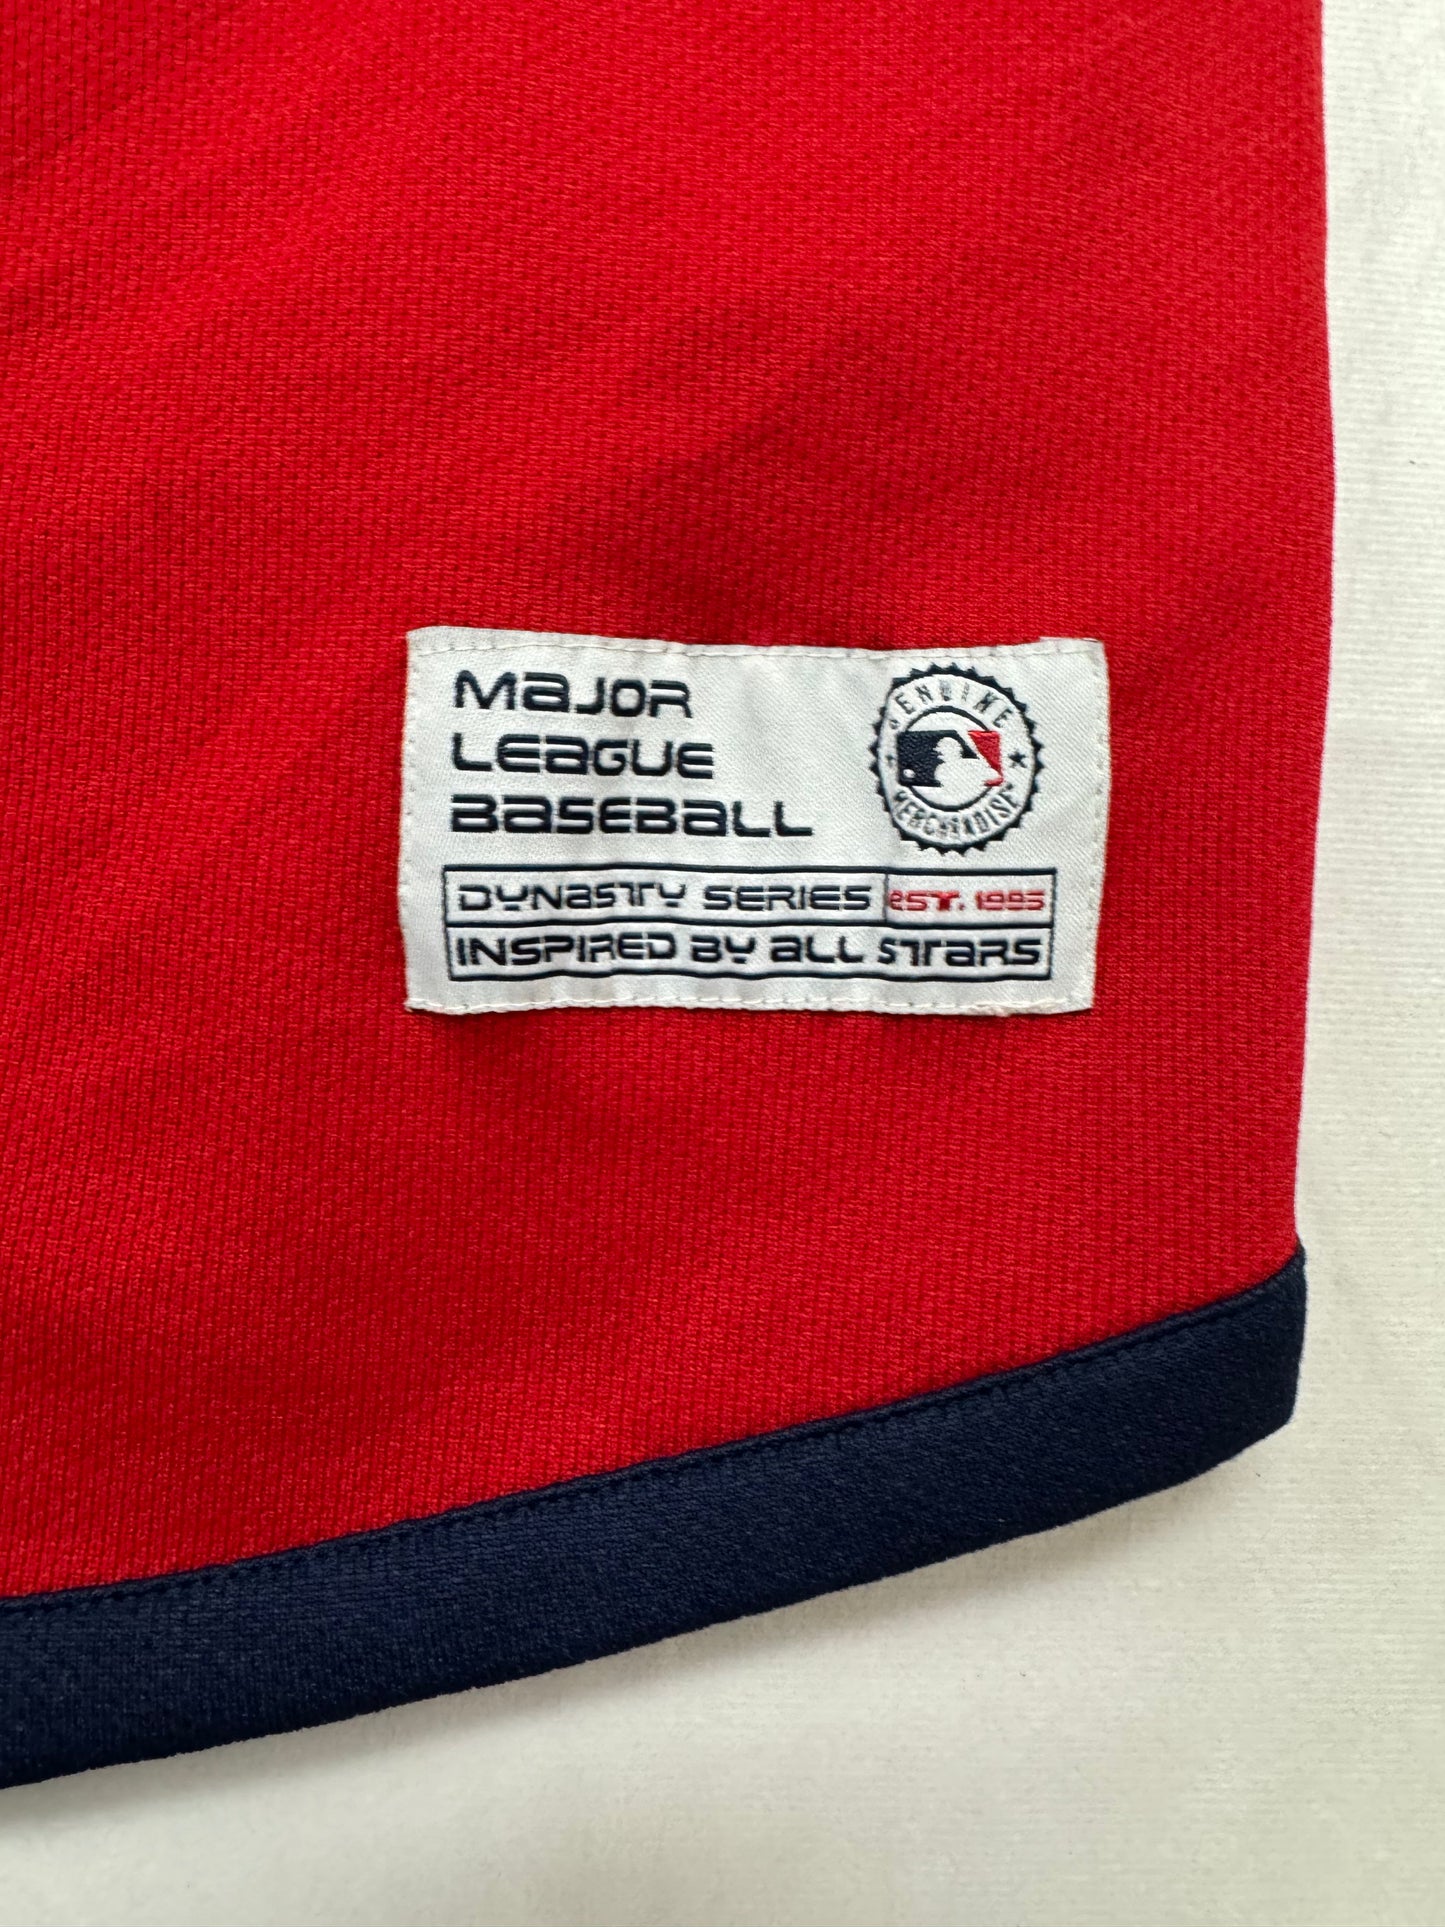 MAJOR
LEAGUE
BASEBALL
GENUINE
MERCHANDISE
DYNASTY SERIES EST. 1995
INSPIRED BY ALL STARS